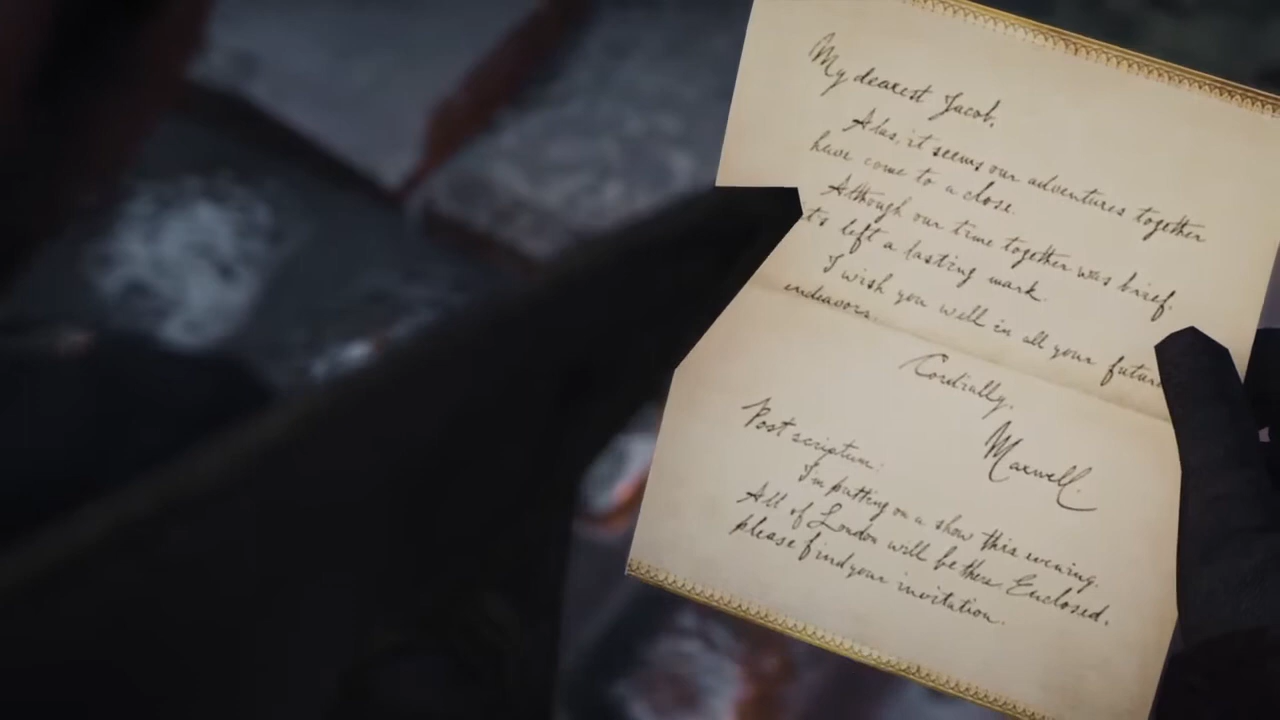 My dearest Jacob,
Alas, it seems our adventures together
have come to a close.
Although our time together was brief,
it's left a lasting mark.
I wish you well in all your future
endeavors.
Cordially,
Maxwell.
Post scriptum:
I'm putting on a show this evening.
All of London will be there. Enclosed,
please find your invitation.